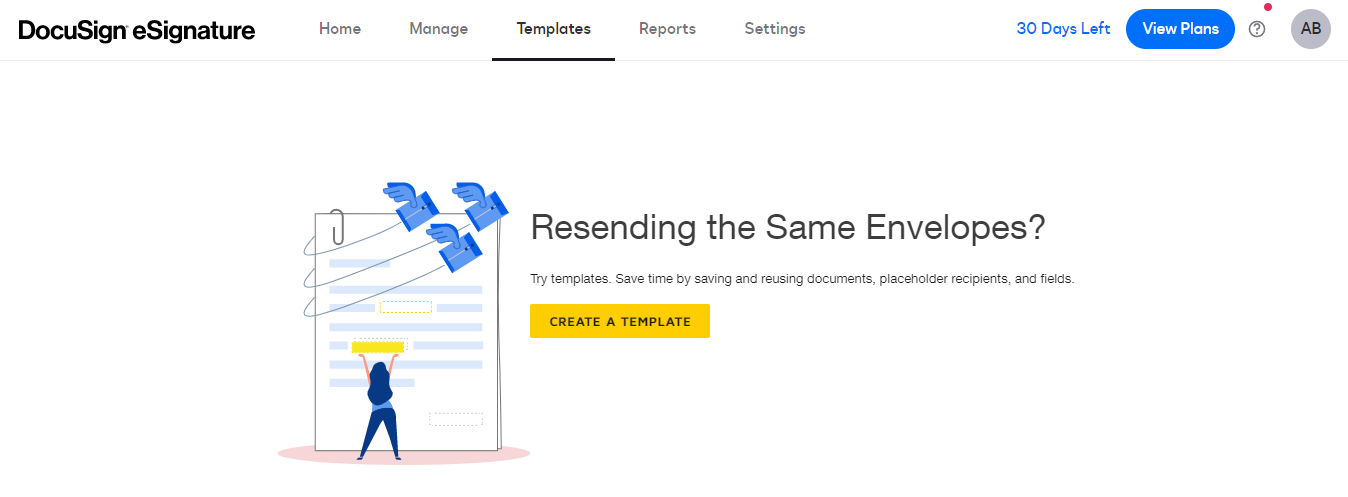 DocuSign eSignature Home Manage Templates Reports Settings 30 Days Left View Plans AB
Resending the Same Envelopes?
Try templates. Save time by saving and reusing documents, placeholder recipients, and fields.
CREATE A TEMPLATE